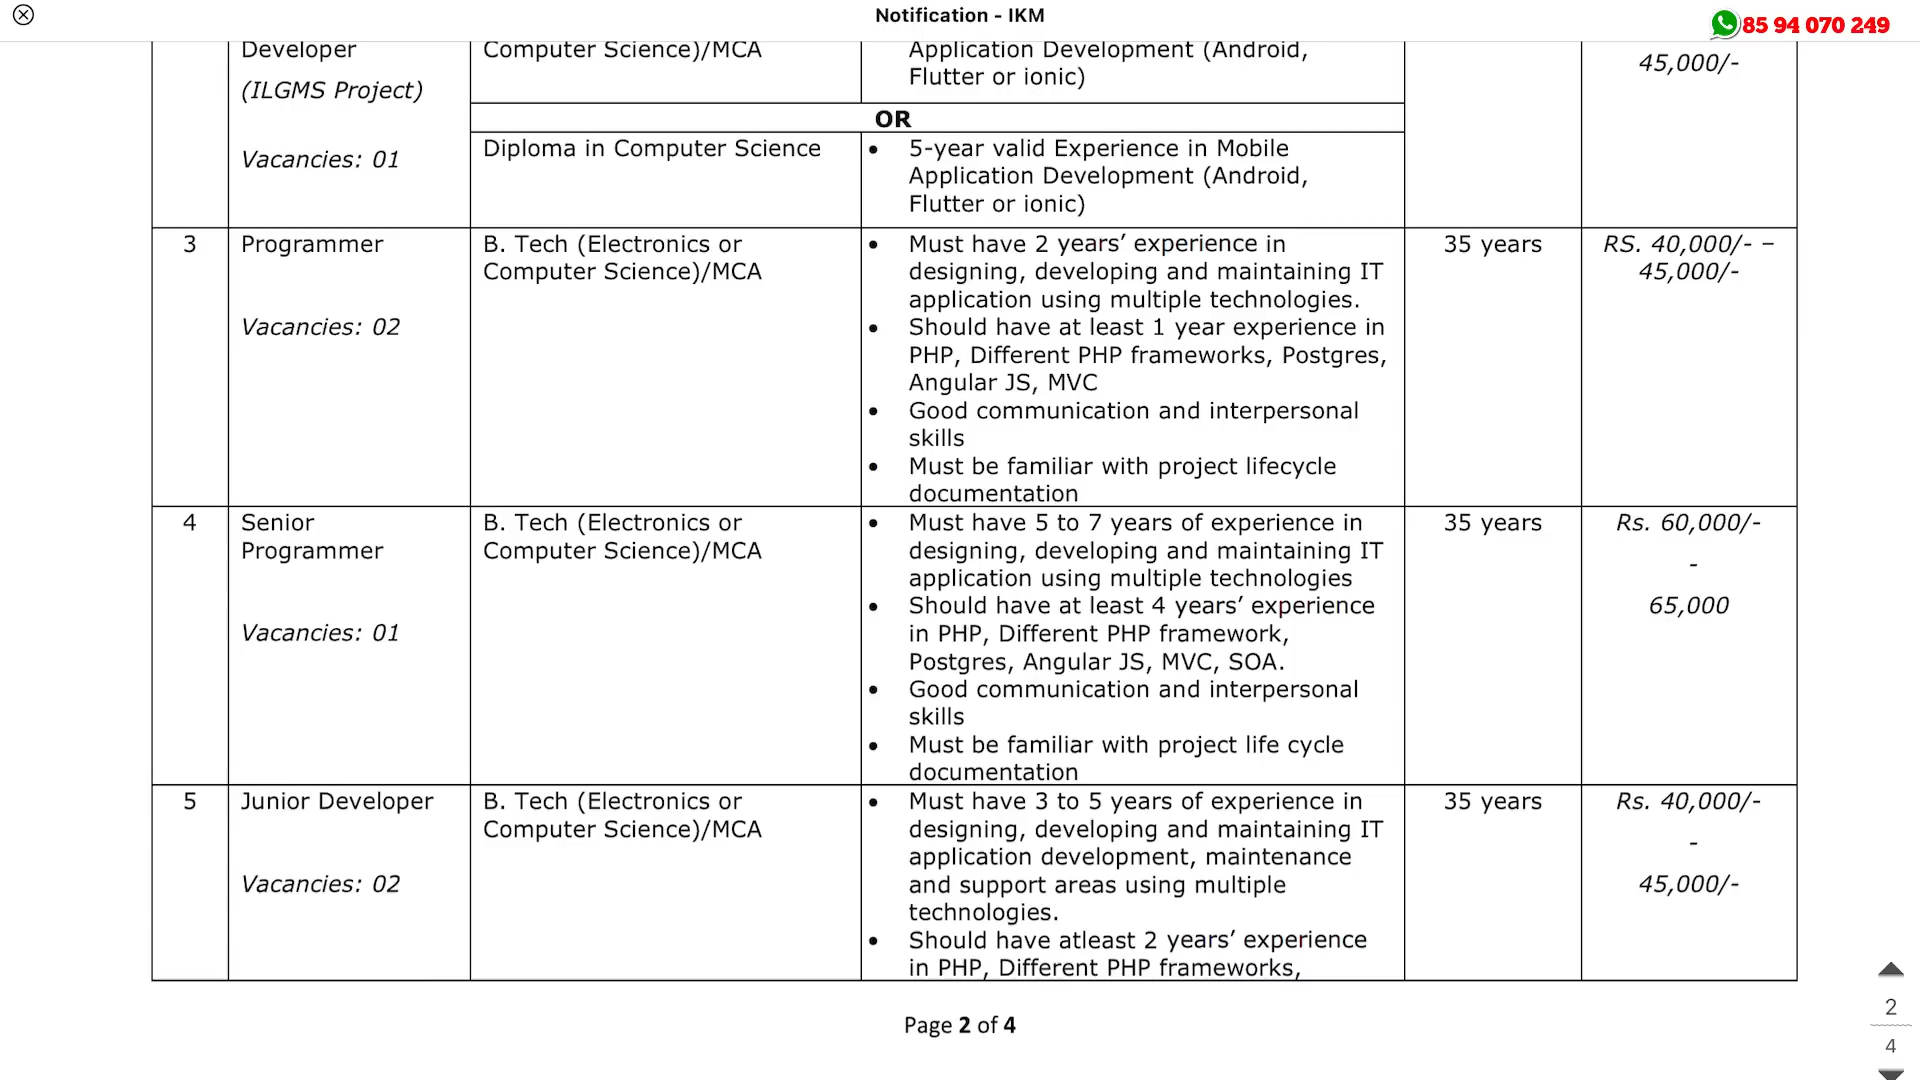 Notification - IKM
85 94 070 249
Developer
(ILGMS Project)
Vacancies: 01
Computer Science)/MCA
Application Development (Android,
Flutter or ionic)
45,000/-
OR
Diploma in Computer Science
• 5-year valid Experience in Mobile
Application Development (Android,
Flutter or ionic)
3
Programmer
Vacancies: 02
B. Tech (Electronics or
Computer Science)/MCA
• Must have 2 years’ experience in
designing, developing and maintaining IT
application using multiple technologies.
• Should have at least 1 year experience in
PHP, Different PHP frameworks, Postgres,
Angular JS, MVC
• Good communication and interpersonal
skills
• Must be familiar with project lifecycle
documentation
35 years
RS. 40,000/- –
45,000/-
4
Senior
Programmer
Vacancies: 01
B. Tech (Electronics or
Computer Science)/MCA
• Must have 5 to 7 years of experience in
designing, developing and maintaining IT
application using multiple technologies
• Should have at least 4 years’ experience
in PHP, Different PHP framework,
Postgres, Angular JS, MVC, SOA.
• Good communication and interpersonal
skills
• Must be familiar with project life cycle
documentation
35 years
Rs. 60,000/-
-
65,000
5
Junior Developer
Vacancies: 02
B. Tech (Electronics or
Computer Science)/MCA
• Must have 3 to 5 years of experience in
designing, developing and maintaining IT
application development, maintenance
and support areas using multiple
technologies.
• Should have atleast 2 years’ experience
in PHP, Different PHP frameworks,
35 years
Rs. 40,000/-
-
45,000/-
Page 2 of 4
2
4